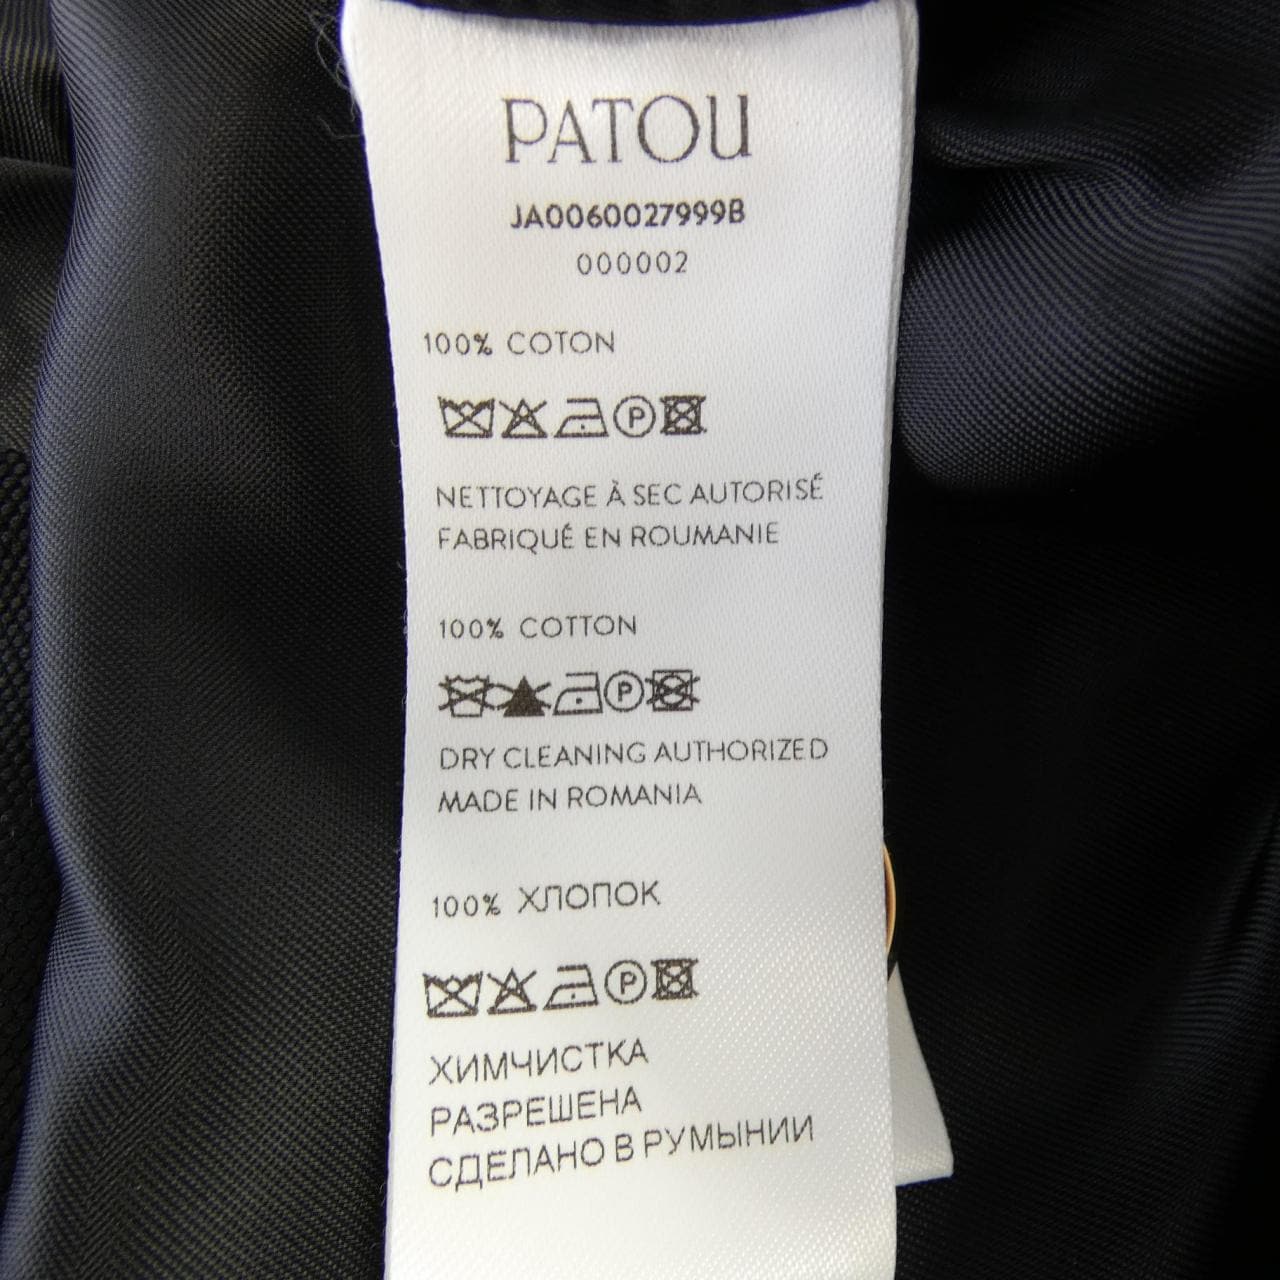 PATOU
JA0060027999B
000002
100% COTON
P
NETTOYAGE À SEC AUTORISÉ
FABRIQUÉ EN ROUMANIE
100% COTTON
P
DRY CLEANING AUTHORIZED
MADE IN ROMANIA
100% ХЛОПОК
P
ХИМЧИСТКА
РАЗРЕШЕНА
СДЕЛАНО В РУМЫНИИ